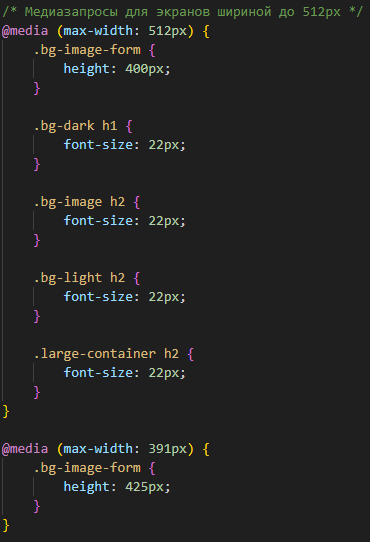 /* Медиазапросы для экранов шириной до 512px */
@media (max-width: 512px) {
    .bg-image-form {
        height: 400px;
    }

    .bg-dark h1 {
        font-size: 22px;
    }

    .bg-image h2 {
        font-size: 22px;
    }

    .bg-light h2 {
        font-size: 22px;
    }

    .large-container h2 {
        font-size: 22px;
    }
}

@media (max-width: 391px) {
    .bg-image-form {
        height: 425px;
    }
}